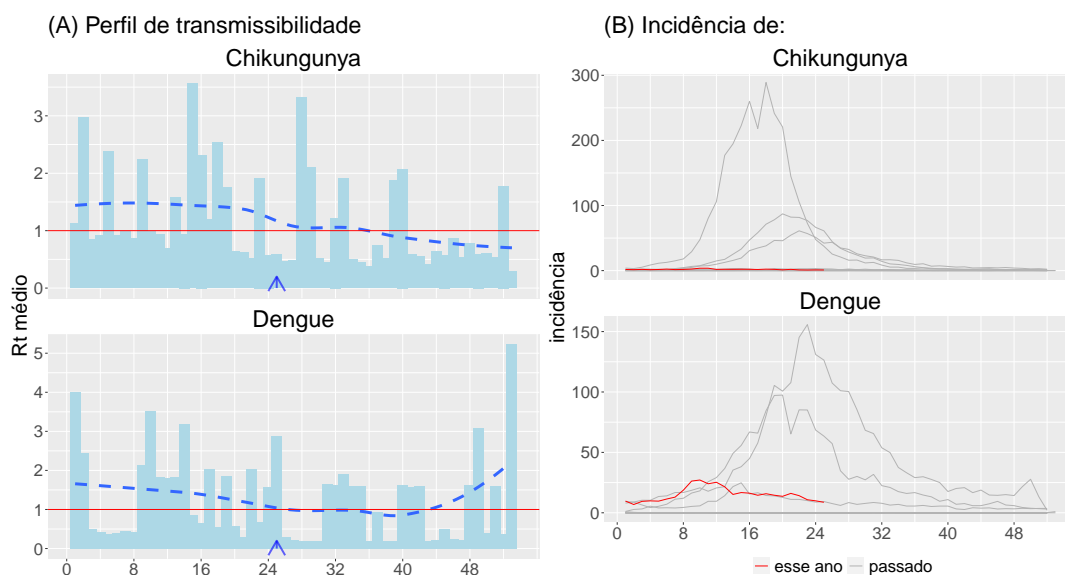 (A) Perfil de transmissibilidade
Chikungunya
3
2
1
0
Dengue
5
4
3
2
1
0
0 8 16 24 32 40 48
Rt médio
(B) Incidência de:
Chikungunya
300
200
100
0
Dengue
150
100
50
0
0 8 16 24 32 40 48
incidência
esse ano passado